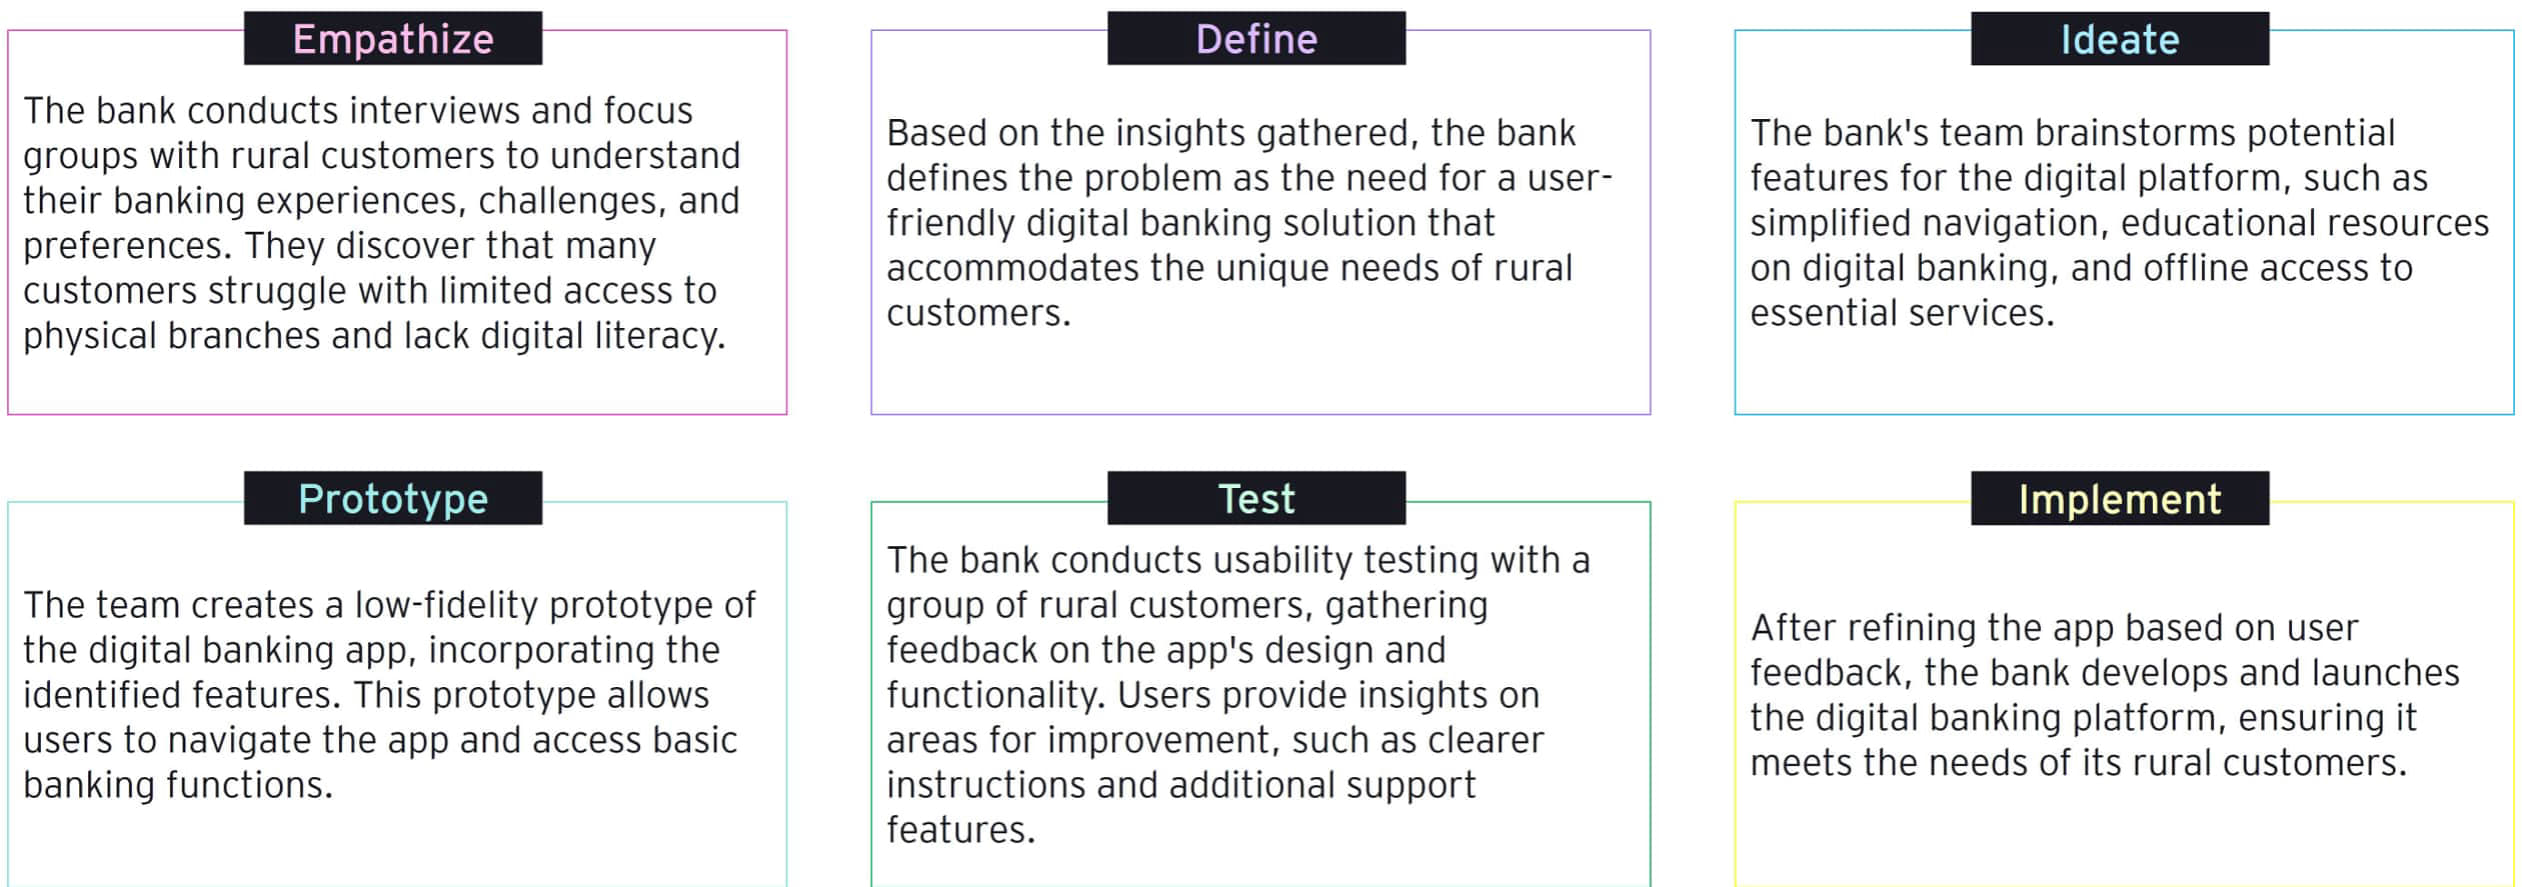 Empathize
The bank conducts interviews and focus
groups with rural customers to understand
their banking experiences, challenges, and
preferences. They discover that many
customers struggle with limited access to
physical branches and lack digital literacy.
Define
Based on the insights gathered, the bank
defines the problem as the need for a user-
friendly digital banking solution that
accommodates the unique needs of rural
customers.
Ideate
The bank's team brainstorms potential
features for the digital platform, such as
simplified navigation, educational resources
on digital banking, and offline access to
essential services.
Prototype
The team creates a low-fidelity prototype of
the digital banking app, incorporating the
identified features. This prototype allows
users to navigate the app and access basic
banking functions.
Test
The bank conducts usability testing with a
group of rural customers, gathering
feedback on the app's design and
functionality. Users provide insights on
areas for improvement, such as clearer
instructions and additional support
features.
Implement
After refining the app based on user
feedback, the bank develops and launches
the digital banking platform, ensuring it
meets the needs of its rural customers.